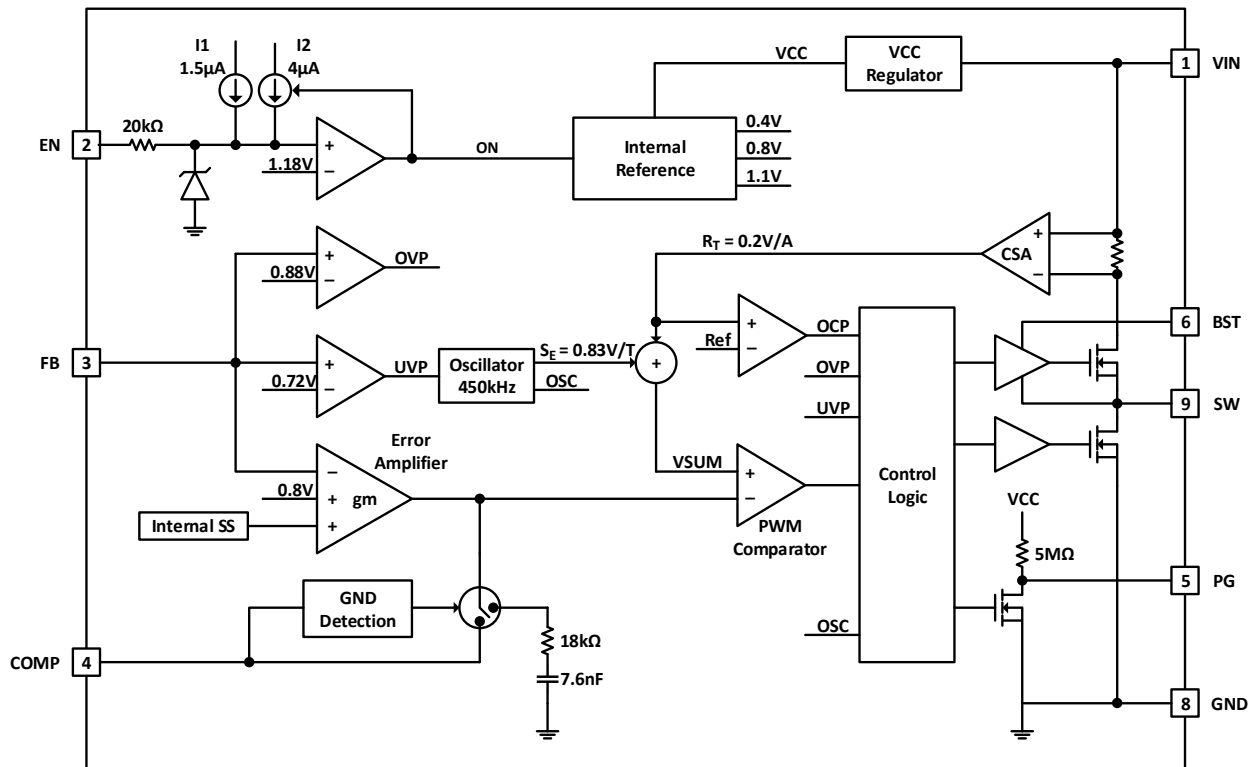 I1
1.5µA
I2
4µA
VCC
VCC
Regulator
1
VIN
EN
2
20kΩ
+
1.18V
−
ON
Internal
Reference
0.4V
0.8V
1.1V
RT = 0.2V/A
CSA
+
−
+
0.88V
−
OVP
FB
3
+
0.72V
−
UVP
Oscillator
450kHz
SE = 0.83V/T
OSC
+
+
Ref
−
OCP
OVP
UVP
6
BST
9
SW
Error
Amplifier
−
0.8V
+
gm
Internal SS
+
VSUM
+
−
PWM
Comparator
Control
Logic
VCC
5MΩ
5
PG
GND
Detection
OSC
COMP
4
18kΩ
7.6nF
8
GND